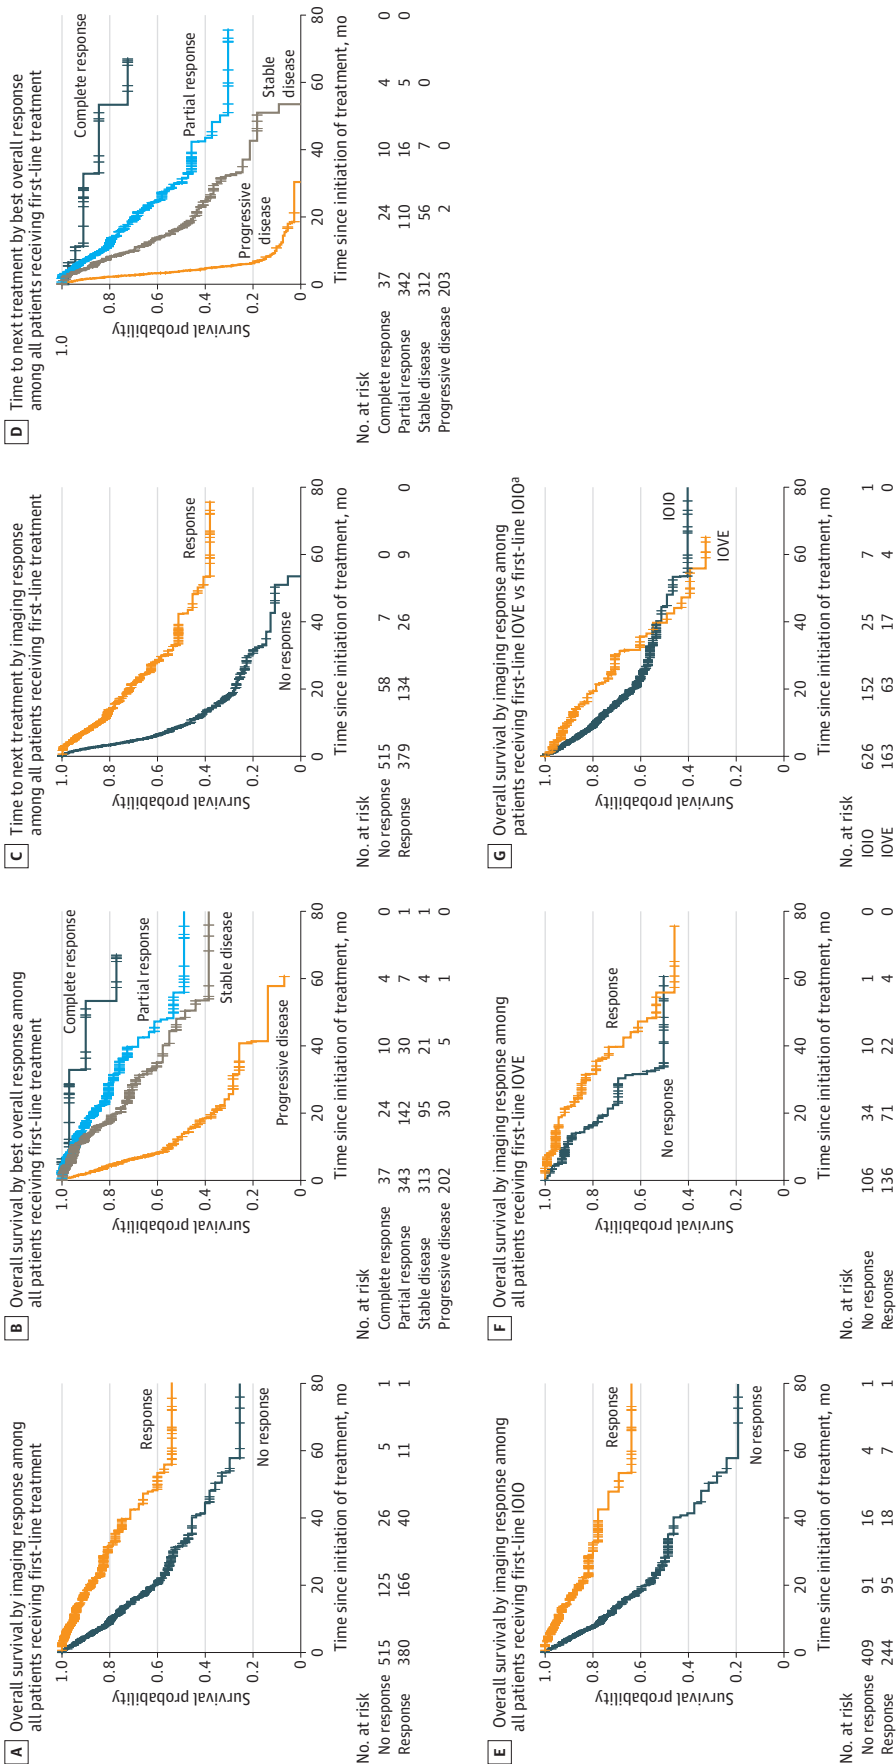 A Overall survival by imaging response among
all patients receiving first-line treatment
1.0
0.8
0.6
0.4
0.2
0
Survival probability
Response
No response
0 20 40 60 80
Time since initiation of treatment, mo
No. at risk
No response 515 125 26 5 1
Response 380 166 40 11 1
B Overall survival by best overall response among
all patients receiving first-line treatment
1.0
0.8
0.6
0.4
0.2
0
Survival probability
Complete response
Partial response
Stable disease
Progressive disease
0 20 40 60 80
Time since initiation of treatment, mo
No. at risk
Complete response 37 24 10 4 0
Partial response 343 142 30 7 1
Stable disease 313 95 21 4 1
Progressive disease 202 30 5 1 0
C Time to next treatment by imaging response
among all patients receiving first-line treatment
1.0
0.8
0.6
0.4
0.2
0
Survival probability
Response
No response
0 20 40 60 80
Time since initiation of treatment, mo
No. at risk
No response 515 58 7 0
Response 379 134 26 9 0
D Time to next treatment by best overall response
among all patients receiving first-line treatment
1.0
0.8
0.6
0.4
0.2
0
Survival probability
Complete response
Partial response
Stable
disease
Progressive
disease
0 20 40 60 80
Time since initiation of treatment, mo
No. at risk
Complete response 37 24 10 4 0
Partial response 342 110 16 5 0
Stable disease 312 56 7 0
Progressive disease 203 2 0
E Overall survival by imaging response among
all patients receiving first-line IOIO
1.0
0.8
0.6
0.4
0.2
0
Survival probability
Response
No response
0 20 40 60 80
Time since initiation of treatment, mo
No. at risk
No response 409 91 16 4 1
Response 244 95 18 7 1
F Overall survival by imaging response among
all patients receiving first-line IOVE
1.0
0.8
0.6
0.4
0.2
0
Survival probability
Response
No response
0 20 40 60 80
Time since initiation of treatment, mo
No. at risk
No response 106 34 10 1 0
Response 136 71 22 4 0
G Overall survival by imaging response among
patients receiving first-line IOVE vs first-line IOIOa
1.0
0.8
0.6
0.4
0.2
0
Survival probability
IOIO
IOVE
0 20 40 60 80
Time since initiation of treatment, mo
No. at risk
IOIO 626 152 25 7 1
IOVE 163 63 17 4 0